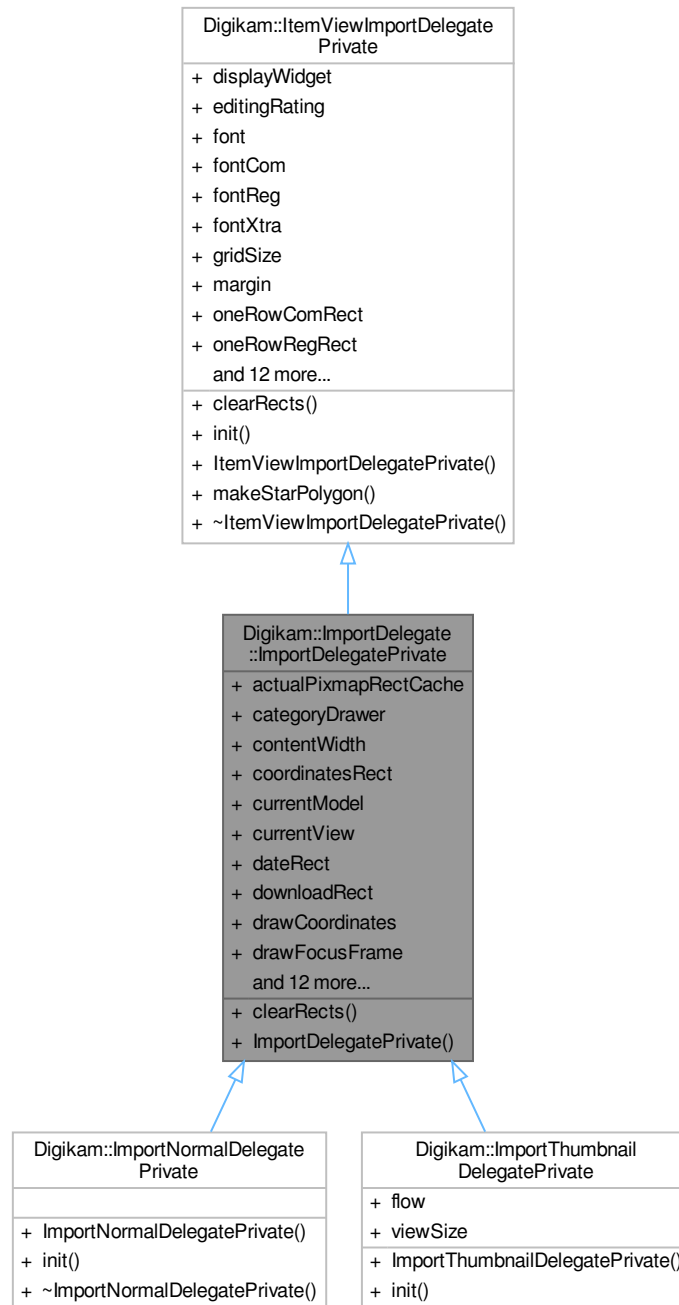 Digikam::ItemViewImportDelegate
Private
+ displayWidget
+ editingRating
+ font
+ fontCom
+ fontReg
+ fontXtra
+ gridSize
+ margin
+ oneRowComRect
+ oneRowRegRect
and 12 more...
+ clearRects()
+ init()
+ ItemViewImportDelegatePrivate()
+ makeStarPolygon()
+ ~ItemViewImportDelegatePrivate()
Digikam::ImportDelegate
::ImportDelegatePrivate
+ actualPixmapRectCache
+ categoryDrawer
+ contentWidth
+ coordinatesRect
+ currentModel
+ currentView
+ dateRect
+ downloadRect
+ drawCoordinates
+ drawFocusFrame
and 12 more...
+ clearRects()
+ ImportDelegatePrivate()
Digikam::ImportNormalDelegate
Private
+ ImportNormalDelegatePrivate()
+ init()
+ ~ImportNormalDelegatePrivate()
Digikam::ImportThumbnail
DelegatePrivate
+ flow
+ viewSize
+ ImportThumbnailDelegatePrivate()
+ init()